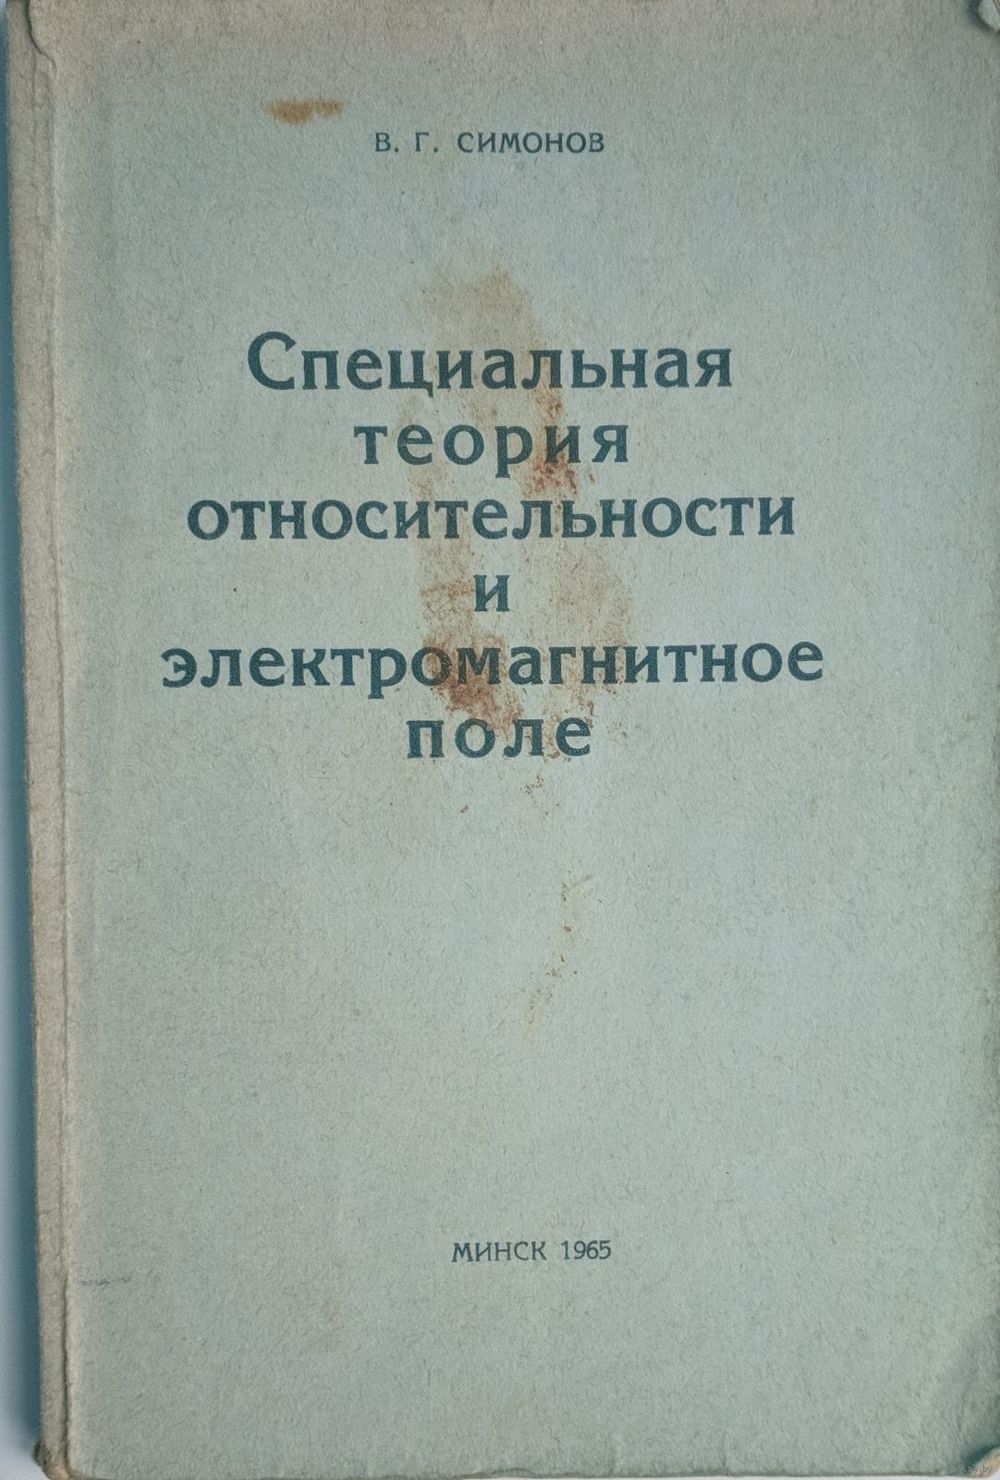 В. Г. СИМОНОВ
Специальная
теория
относительности
и
электромагнитное
поле
МИНСК 1965